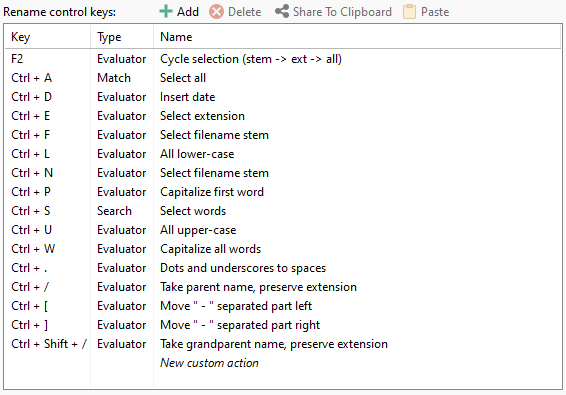 Rename control keys: Add Delete Share To Clipboard Paste
Key Type Name
F2 Evaluator Cycle selection (stem -> ext -> all)
Ctrl + A Match Select all
Ctrl + D Evaluator Insert date
Ctrl + E Evaluator Select extension
Ctrl + F Evaluator Select filename stem
Ctrl + L Evaluator All lower-case
Ctrl + N Evaluator Select filename stem
Ctrl + P Evaluator Capitalize first word
Ctrl + S Search Select words
Ctrl + U Evaluator All upper-case
Ctrl + W Evaluator Capitalize all words
Ctrl + . Evaluator Dots and underscores to spaces
Ctrl + / Evaluator Take parent name, preserve extension
Ctrl + [ Evaluator Move " - " separated part left
Ctrl + ] Evaluator Move " - " separated part right
Ctrl + Shift + / Evaluator Take grandparent name, preserve extension
New custom action